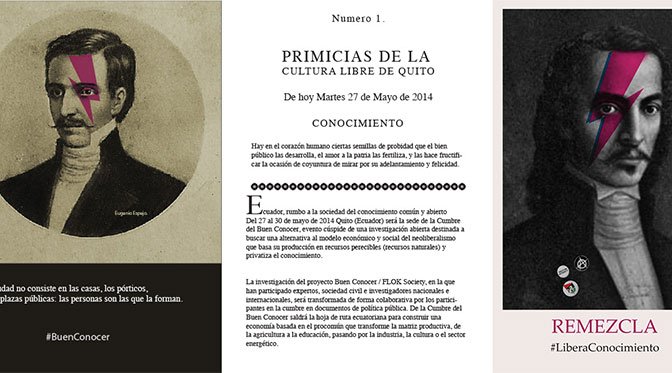 Eugenio Espejo
udad no consiste en las casas, los pórticos,
plazas públicas: las personas son las que la forman.
#BuenConocer
Numero 1.
PRIMICIAS DE LA
CULTURA LIBRE DE QUITO
De hoy Martes 27 de Mayo de 2014
CONOCIMIENTO
Hay en el corazón humano ciertas semillas de probidad que el bien
público las desarrolla, el amor a la patria las fertiliza, y las hace fructifi-
car la ocasión de coyuntura de mirar por su adelantamiento y felicidad.
Ecuador, rumbo a la sociedad del conocimiento común y abierto
Del 27 al 30 de mayo de 2014 Quito (Ecuador) será la sede de la Cumbre
del Buen Conocer, evento cúspide de una investigación abierta destinada a
buscar una alternativa al modelo económico y social del neoliberalismo
que basa su producción en recursos perecibles (recursos naturales) y
privatiza el conocimiento.
La investigación del proyecto Buen Conocer / FLOK Society, en la que
han participado expertos, sociedad civil e investigadores nacionales e
internacionales, será transformada de forma colaborativa por los partici-
pantes en la cumbre en documentos de política pública. De la Cumbre del
Buen Conocer saldrá la hoja de ruta ecuatoriana para construir una
economía basada en el procomún que transforme la matriz productiva, de
la agricultura a la educación, pasando por la industria, la cultura o el sector
energético.
REMEZCLA
#LiberaConocimiento